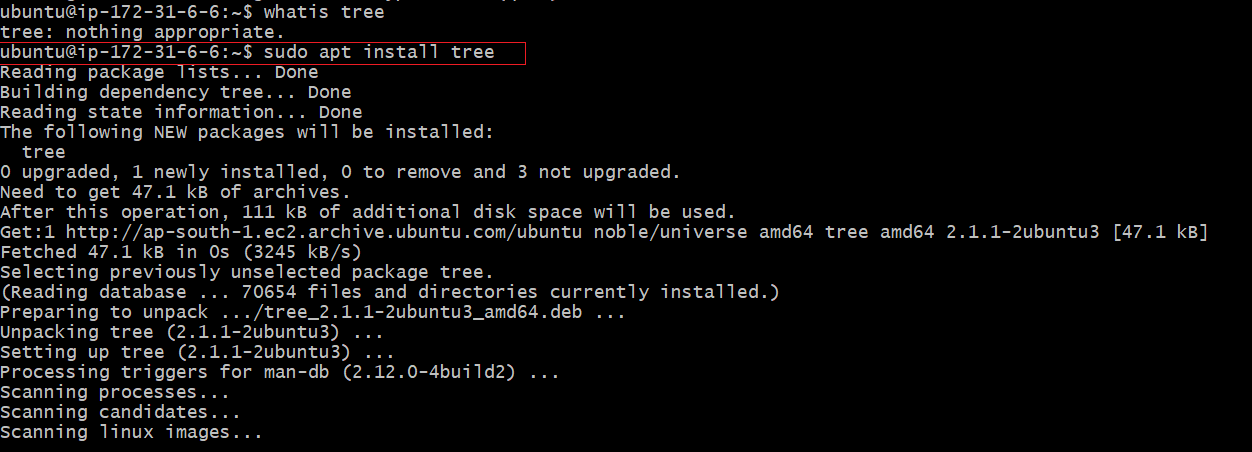 ubuntu@ip-172-31-6-6:~$ whatis tree
tree: nothing appropriate.
ubuntu@ip-172-31-6-6:~$ sudo apt install tree
Reading package lists... Done
Building dependency tree... Done
Reading state information... Done
The following NEW packages will be installed:
  tree
0 upgraded, 1 newly installed, 0 to remove and 3 not upgraded.
Need to get 47.1 kB of archives.
After this operation, 111 kB of additional disk space will be used.
Get:1 http://ap-south-1.ec2.archive.ubuntu.com/ubuntu noble/universe amd64 tree amd64 2.1.1-2ubuntu3 [47.1 kB]
Fetched 47.1 kB in 0s (3245 kB/s)
Selecting previously unselected package tree.
(Reading database ... 70654 files and directories currently installed.)
Preparing to unpack .../tree_2.1.1-2ubuntu3_amd64.deb ...
Unpacking tree (2.1.1-2ubuntu3) ...
Setting up tree (2.1.1-2ubuntu3) ...
Processing triggers for man-db (2.12.0-4build2) ...
Scanning processes...
Scanning candidates...
Scanning linux images...